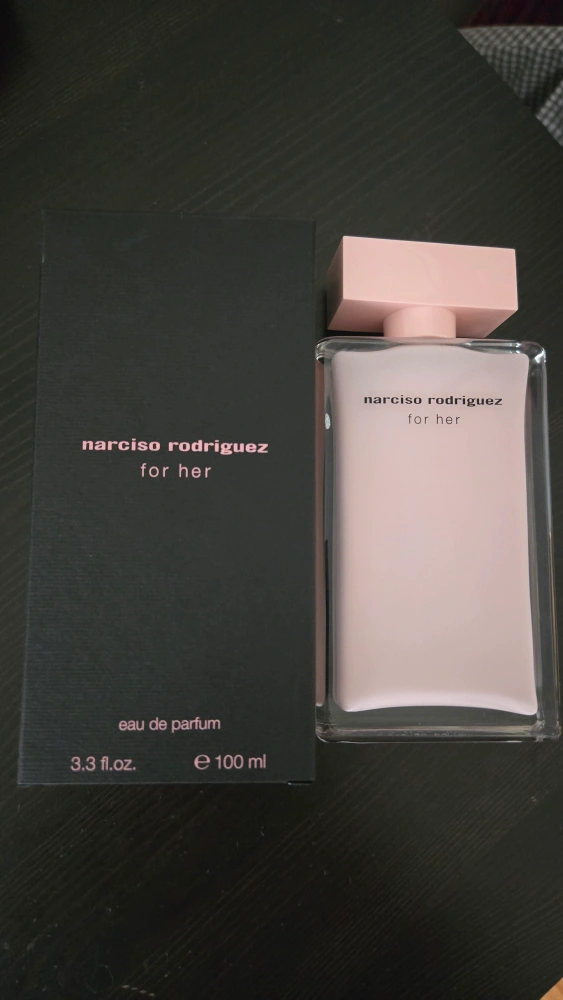 narciso rodriguez
for her
eau de parfum
3.3 fl.oz. ℮ 100 ml
narciso rodriguez
for her